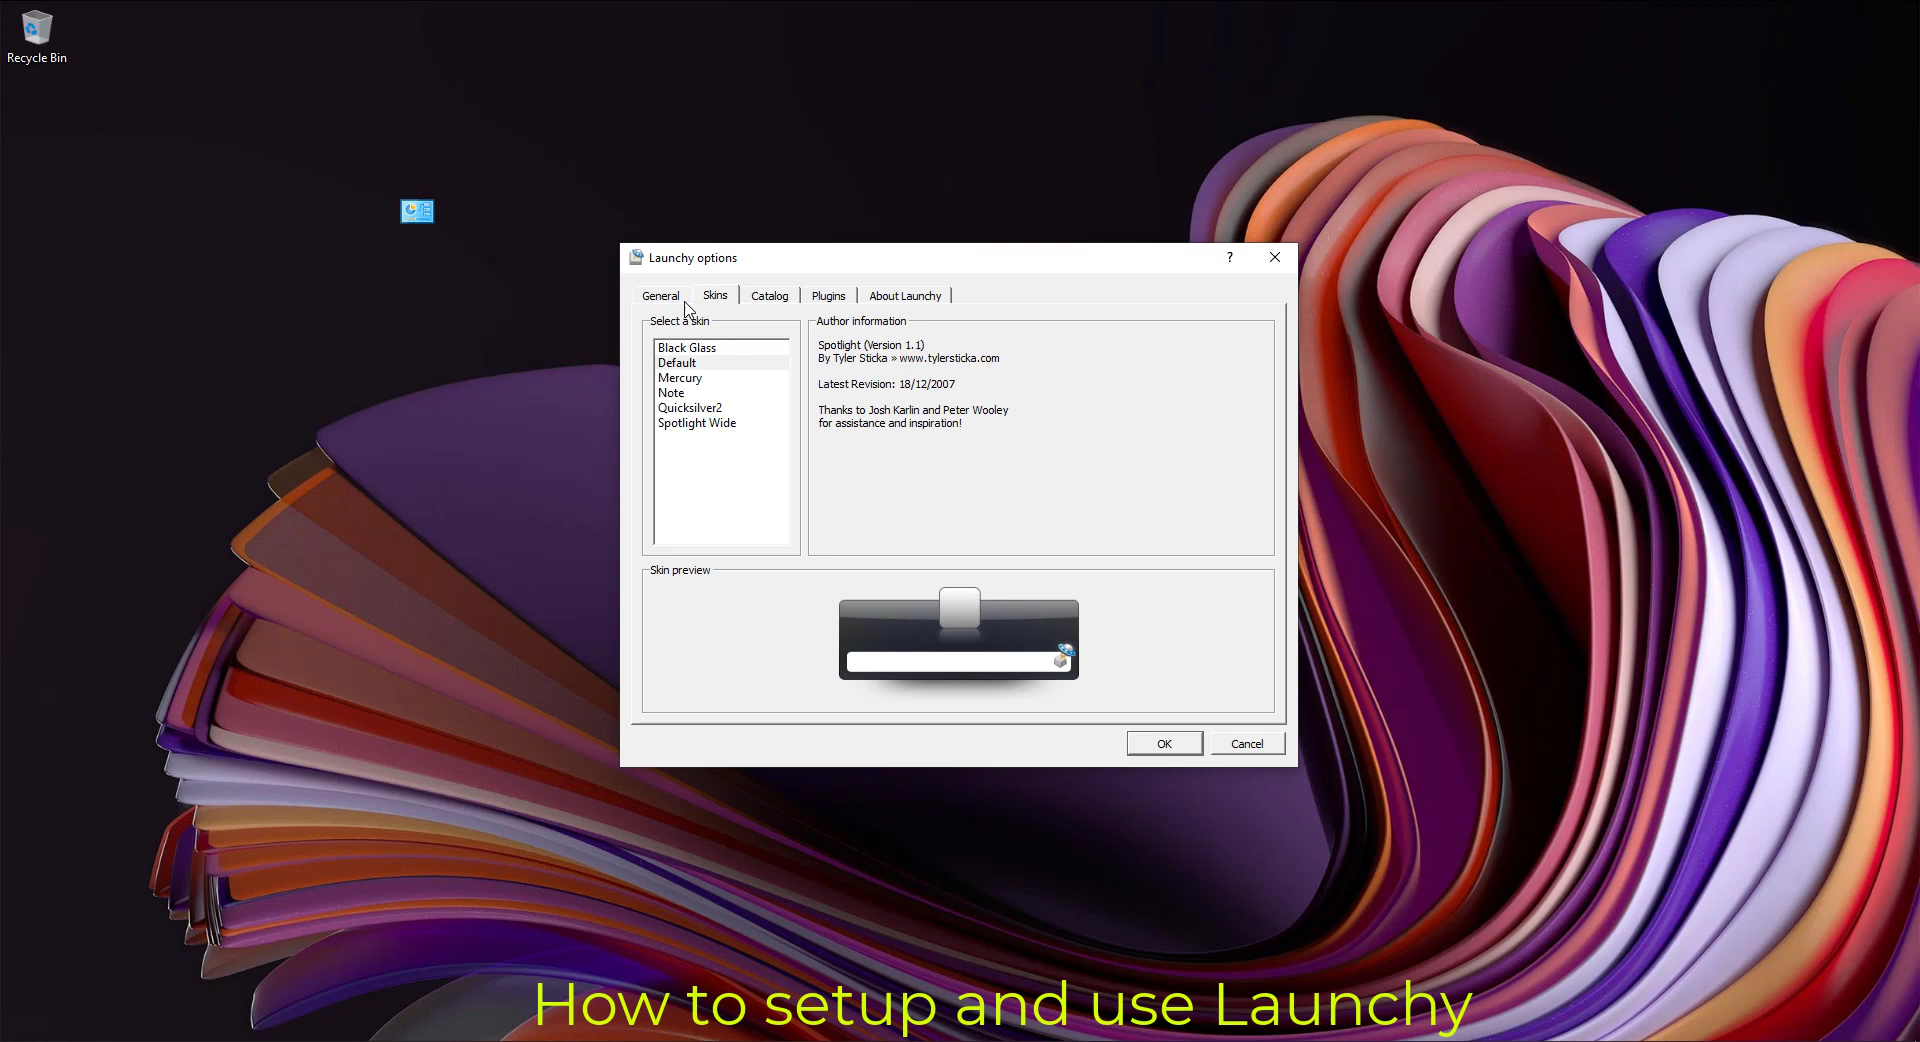 Recycle Bin
Launchy options
?
General
Skins
Catalog
Plugins
About Launchy
Select a skin
Black Glass
Default
Mercury
Note
Quicksilver2
Spotlight Wide
Author information
Spotlight (Version 1.1)
By Tyler Sticka » www.tylersticka.com
Latest Revision: 18/12/2007
Thanks to Josh Karlin and Peter Wooley
for assistance and inspiration!
Skin preview
OK
Cancel
How to setup and use Launchy